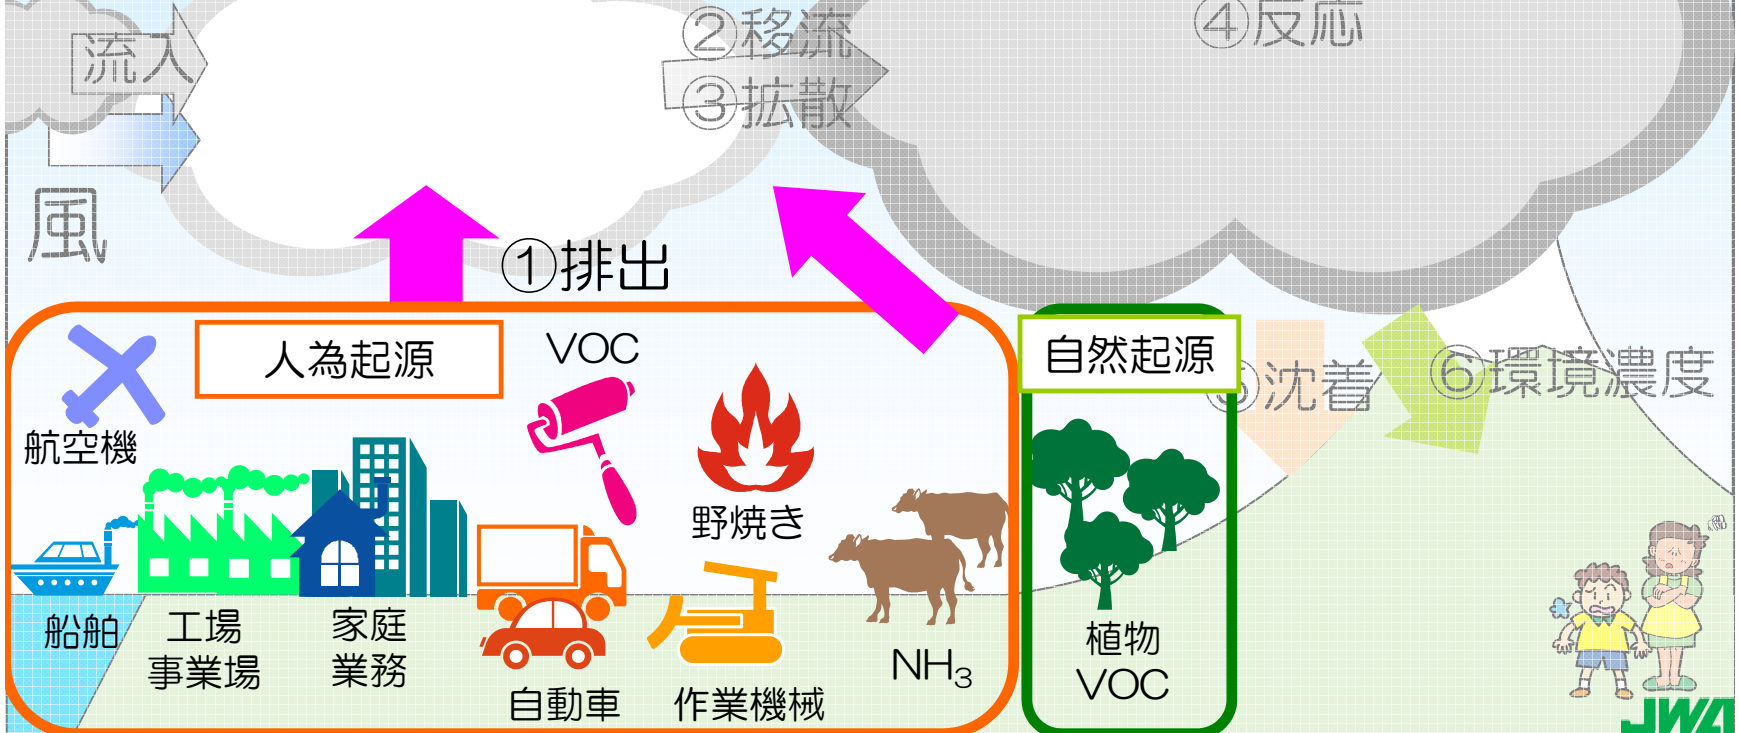 流入
②移流
③拡散
④反応
風
①排出
人為起源
VOC
自然起源
⑤沈着
⑥環境濃度
航空機
野焼き
船舶
工場
事業場
家庭
業務
自動車
作業機械
NH₃
植物
VOC
JWA